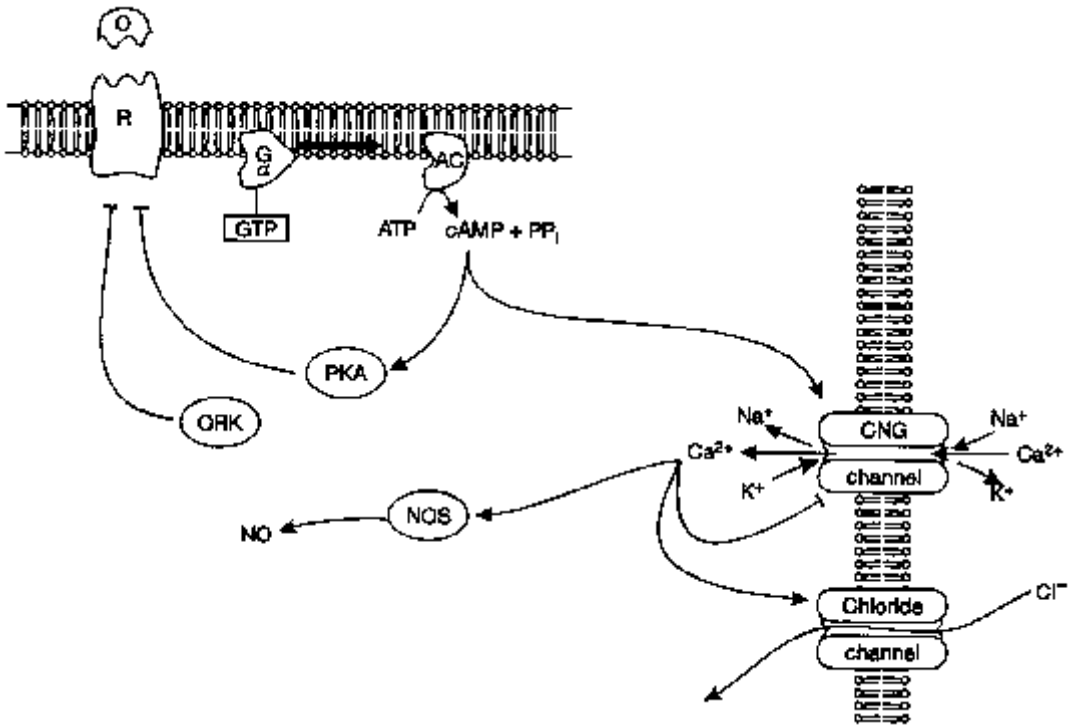 O
R
G
α
AC
GTP
ATP
cAMP + PPi
PKA
ORK
Na⁺
CNG
Na⁺
Ca²⁺
Ca²⁺
K⁺
channel
K⁺
NOS
NO
Chloride
Cl⁻
channel